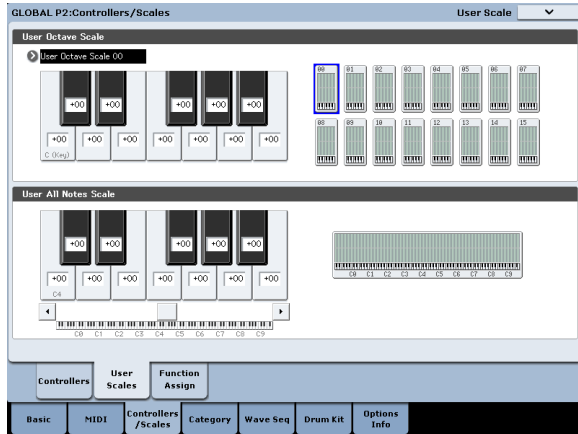 GLOBAL P2:Controllers/Scales User Scale
User Octave Scale
User Octave Scale 00
+00 +00 +00 +00 +00
+00 +00 +00 +00 +00 +00 +00
C (Key)
00 01 02 03 04 05 06 07
08 09 10 11 12 13 14 15
User All Notes Scale
+00 +00 +00 +00 +00
+00 +00 +00 +00 +00 +00 +00
C4
C0 C1 C2 C3 C4 C5 C6 C7 C8 C9
C0 C1 C2 C3 C4 C5 C6 C7 C8 C9
Controllers
User
Scales
Function
Assign
Basic
MIDI
Controllers
/Scales
Category
Wave Seq
Drum Kit
Options
Info